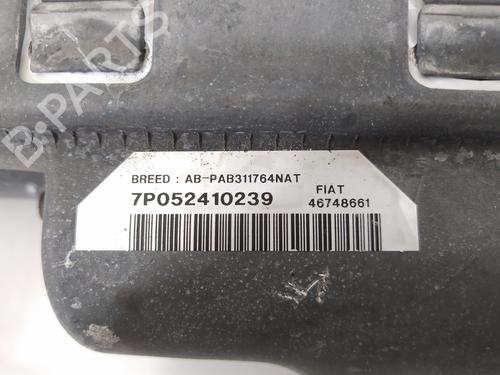 B-PARTS
BREED : AB-PAB311764NAT
7P052410239
FIAT
46748661